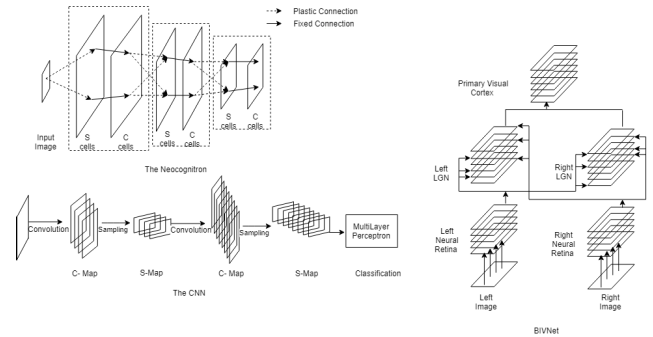 Plastic Connection
Fixed Connection
Input
Image
S
cells
C
cells
S
cells
C
cells
S
cells
C
cells
The Neocognitron
Convolution
Sampling
Convolution
Sampling
MultiLayer
Perceptron
C- Map
S-Map
C- Map
S-Map
Classification
The CNN
Primary Visual
Cortex
Left
LGN
Right
LGN
Left
Neural
Retina
Right
Neural
Retina
Left
Image
Right
Image
BIVNet